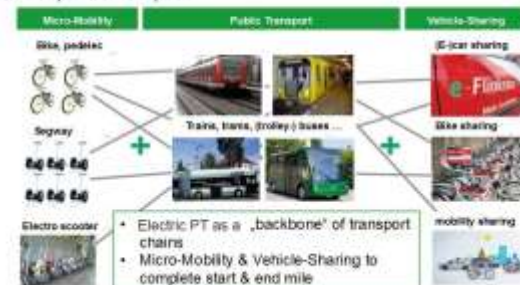 Micro-Mobility
Public Transport
Vehicle-Sharing
Bike, pedelec
(E-)car sharing
e-Flinkster
Trains, trams, (trolley-) buses ...
Segway
Bike sharing
Electro scooter
mobility sharing
• Electric PT as a „backbone" of transport
chains
• Micro-Mobility & Vehicle-Sharing to
complete start & end mile